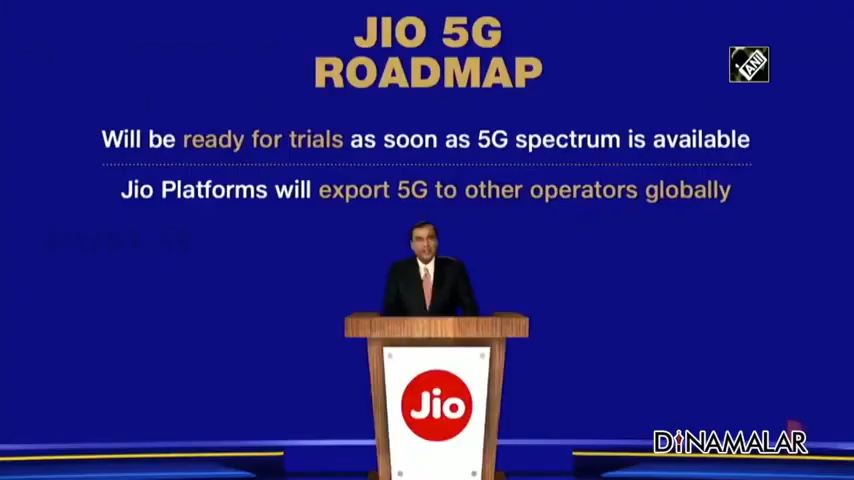 JIO 5G
ROADMAP
ANI
Will be ready for trials as soon as 5G spectrum is available
Jio Platforms will export 5G to other operators globally
Jio
DINAMALAR